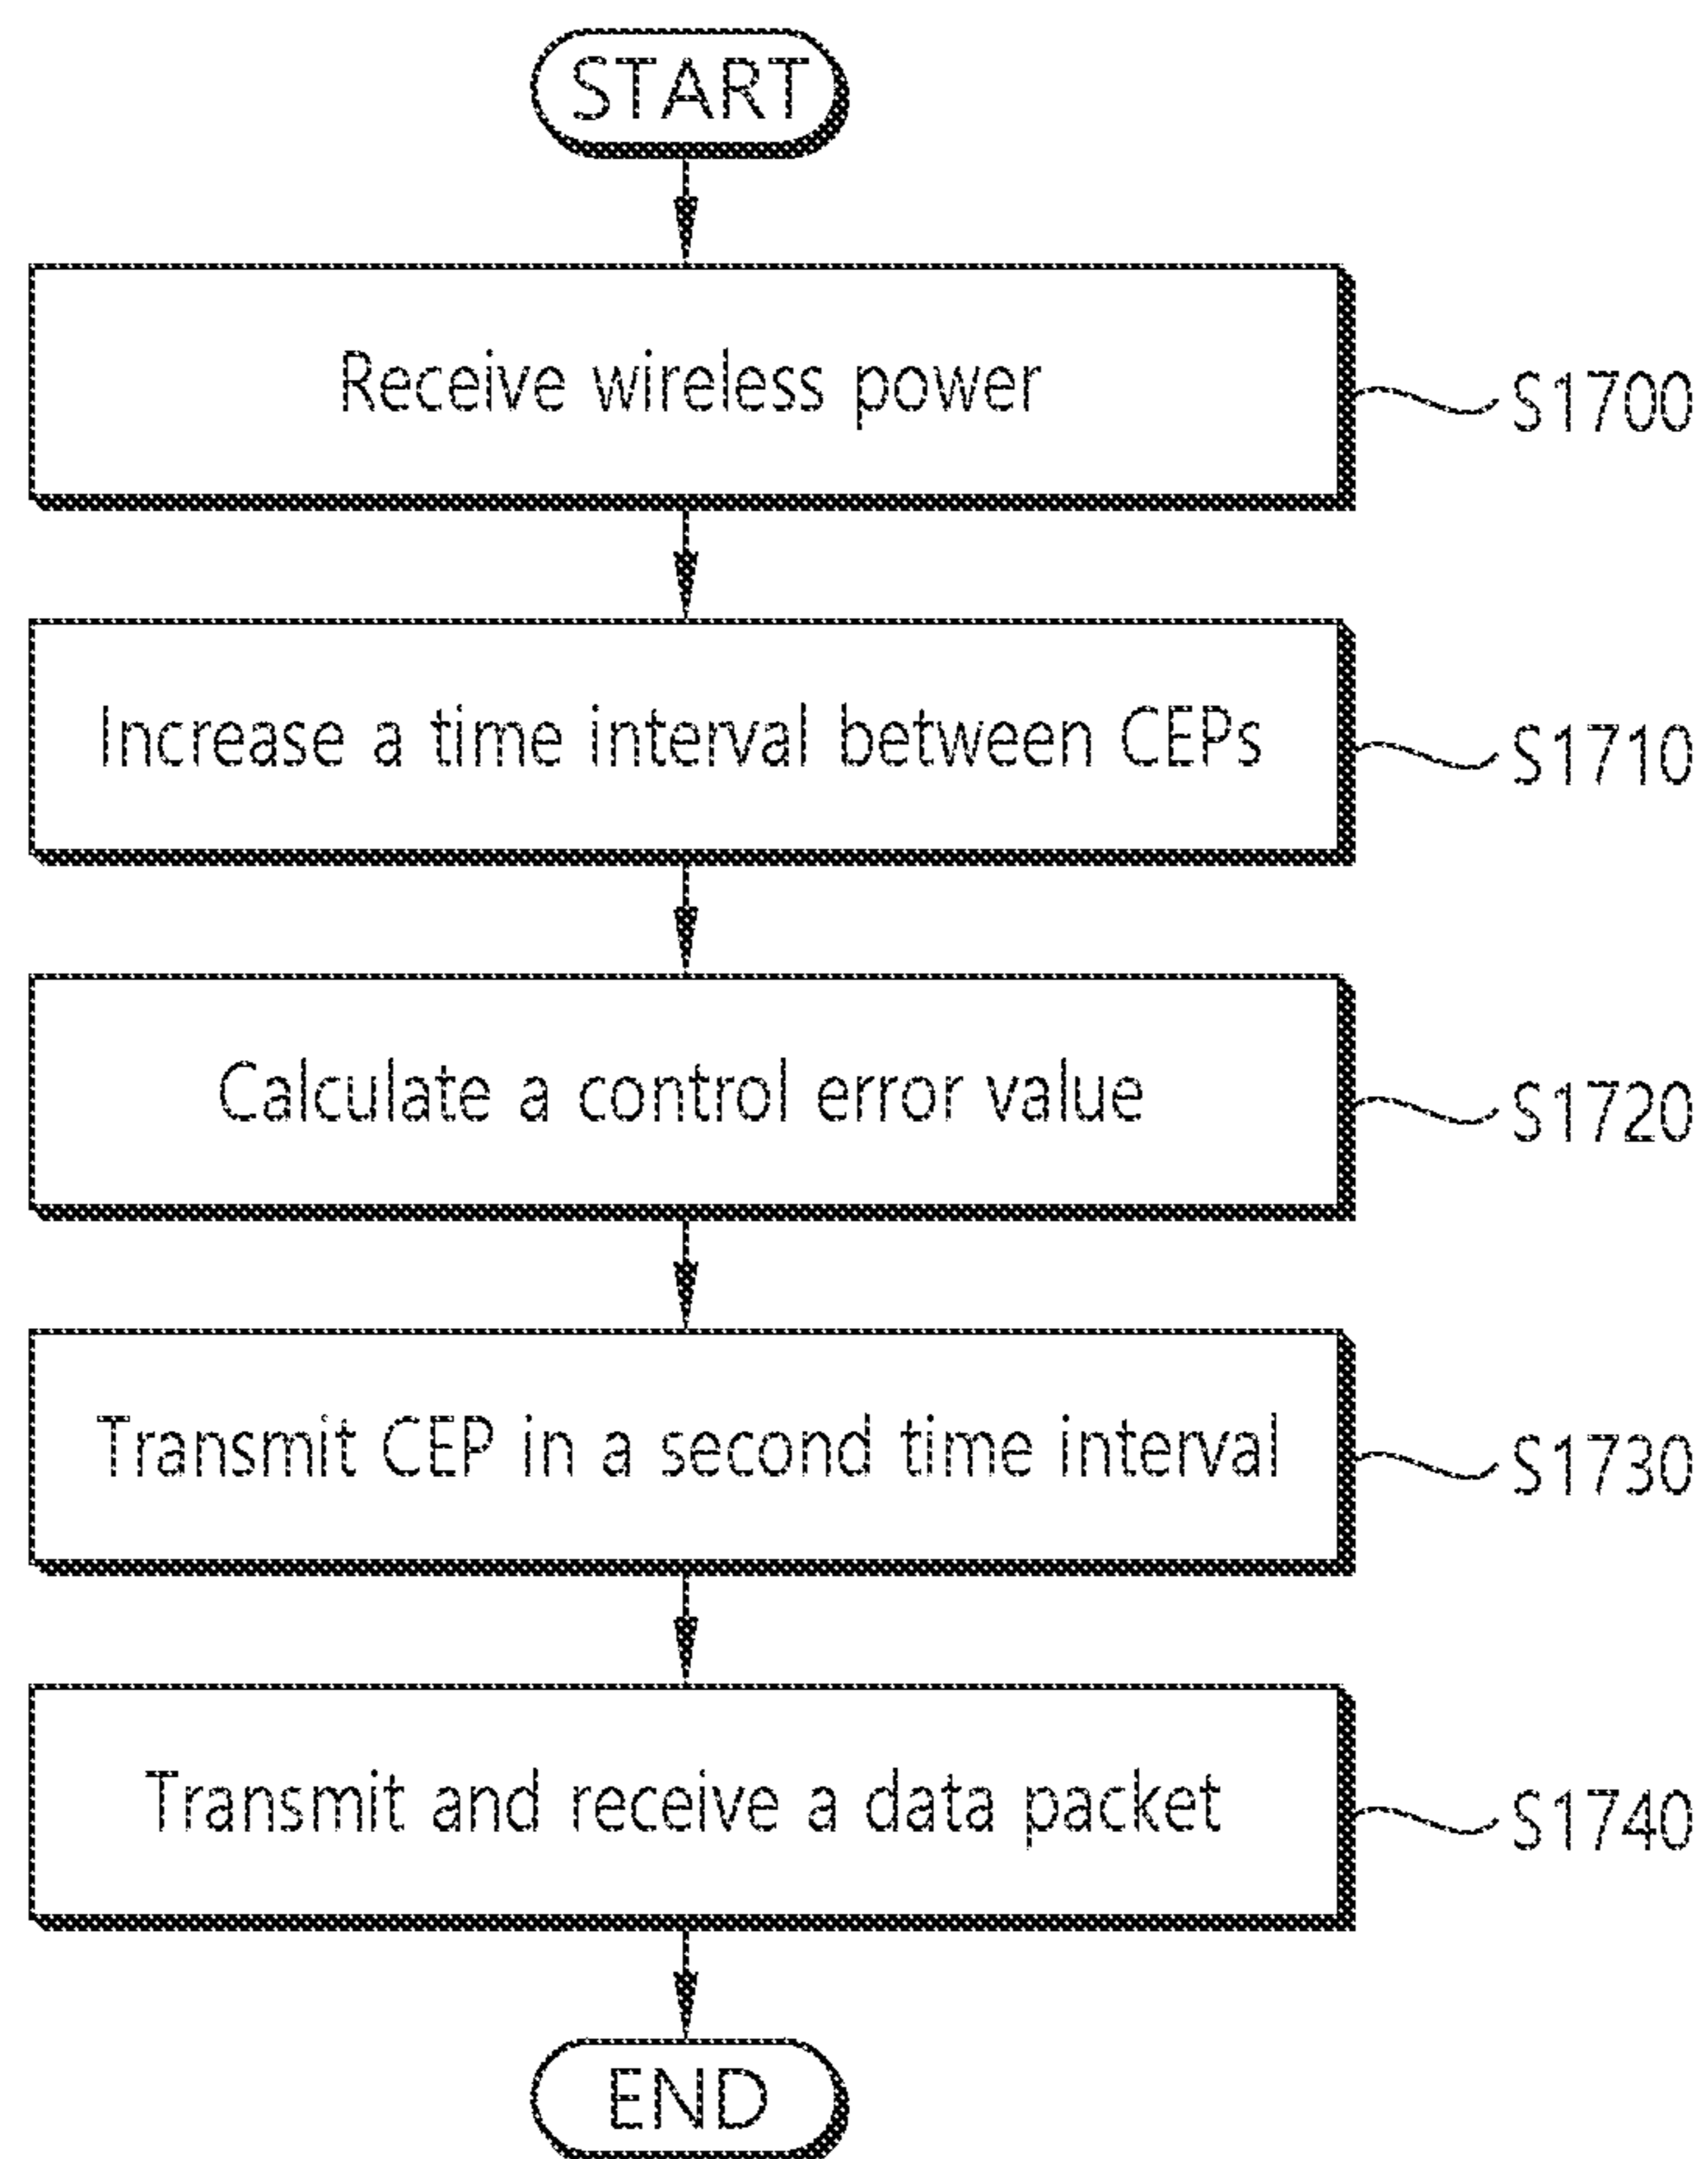 START
Receive wireless power
S1700
Increase a time interval between CEPs
S1710
Calculate a control error value
S1720
Transmit CEP in a second time interval
S1730
Transmit and receive a data packet
S1740
END